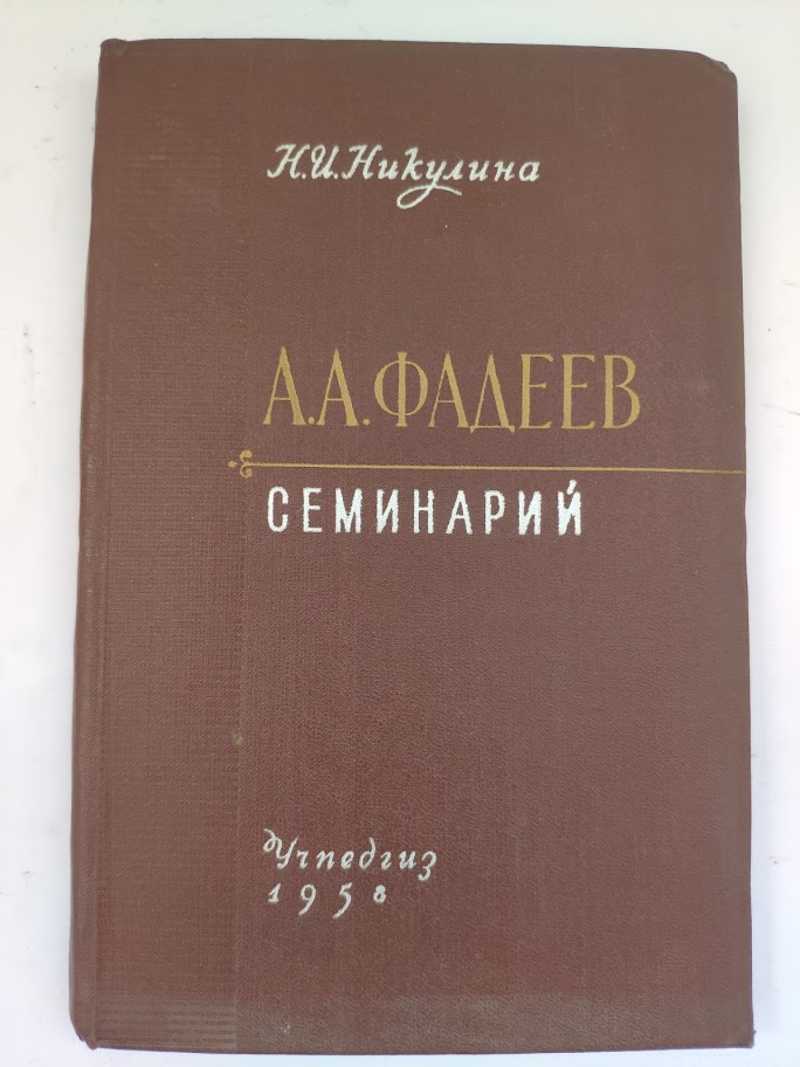 Н.И.Никулина
А.А.ФАДЕЕВ
СЕМИНАРИЙ
Учпедгиз
1958